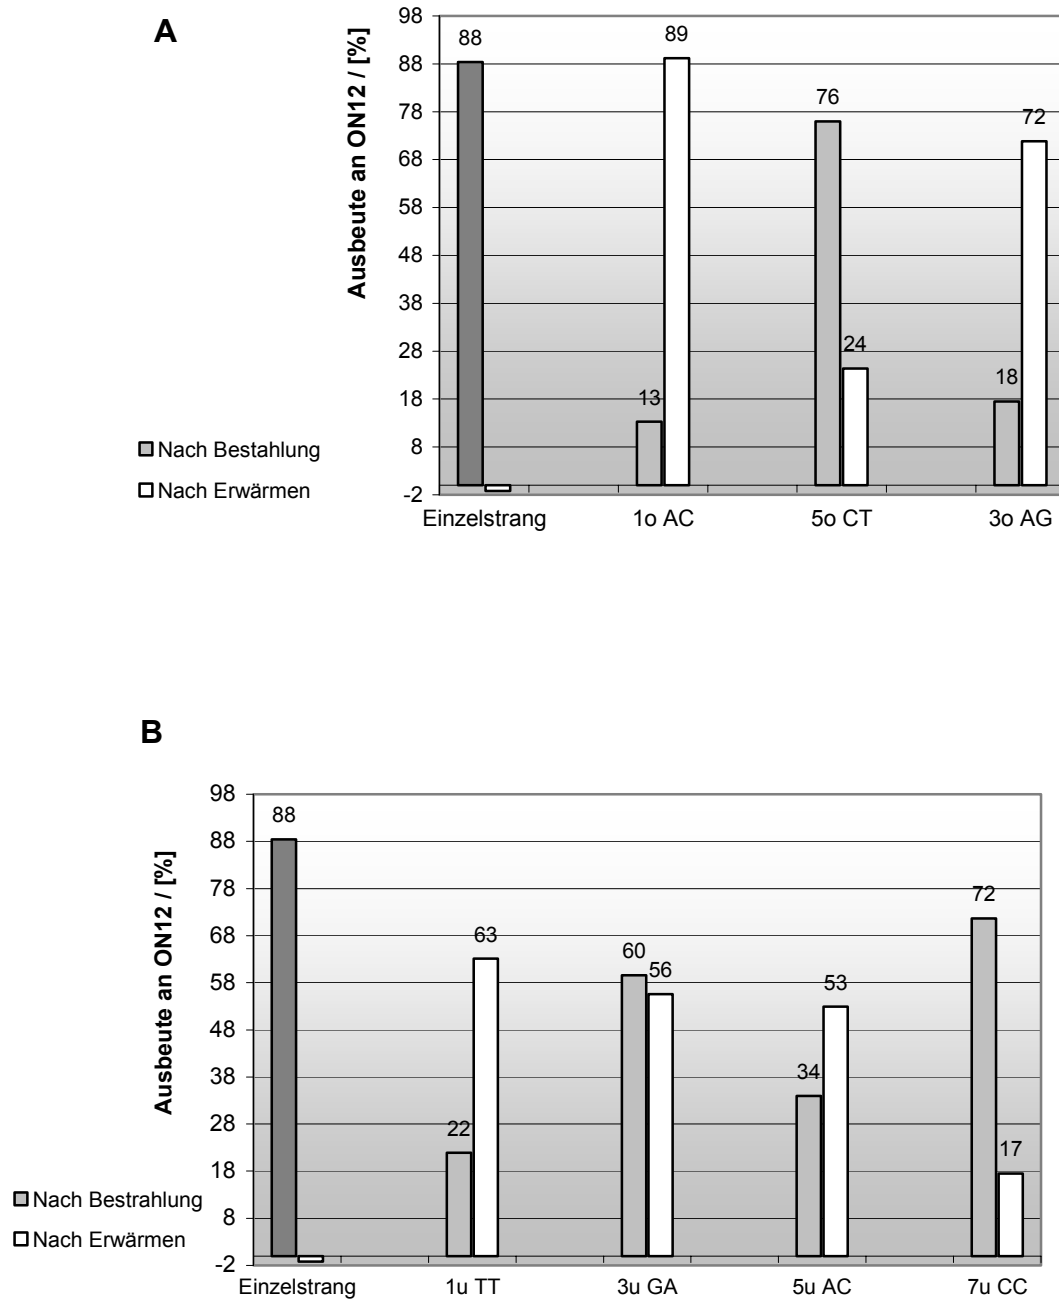 A
Ausbeute an ON12 / [%]
98
88
78
68
58
48
38
28
18
8
-2
88
13
89
76
24
18
72
Einzelstrang
1o AC
5o CT
3o AG
Nach Bestahlung
Nach Erwärmen
B
Ausbeute an ON12 / [%]
98
88
78
68
58
48
38
28
18
8
-2
88
22
63
60
56
34
53
72
17
Einzelstrang
1u TT
3u GA
5u AC
7u CC
Nach Bestrahlung
Nach Erwärmen